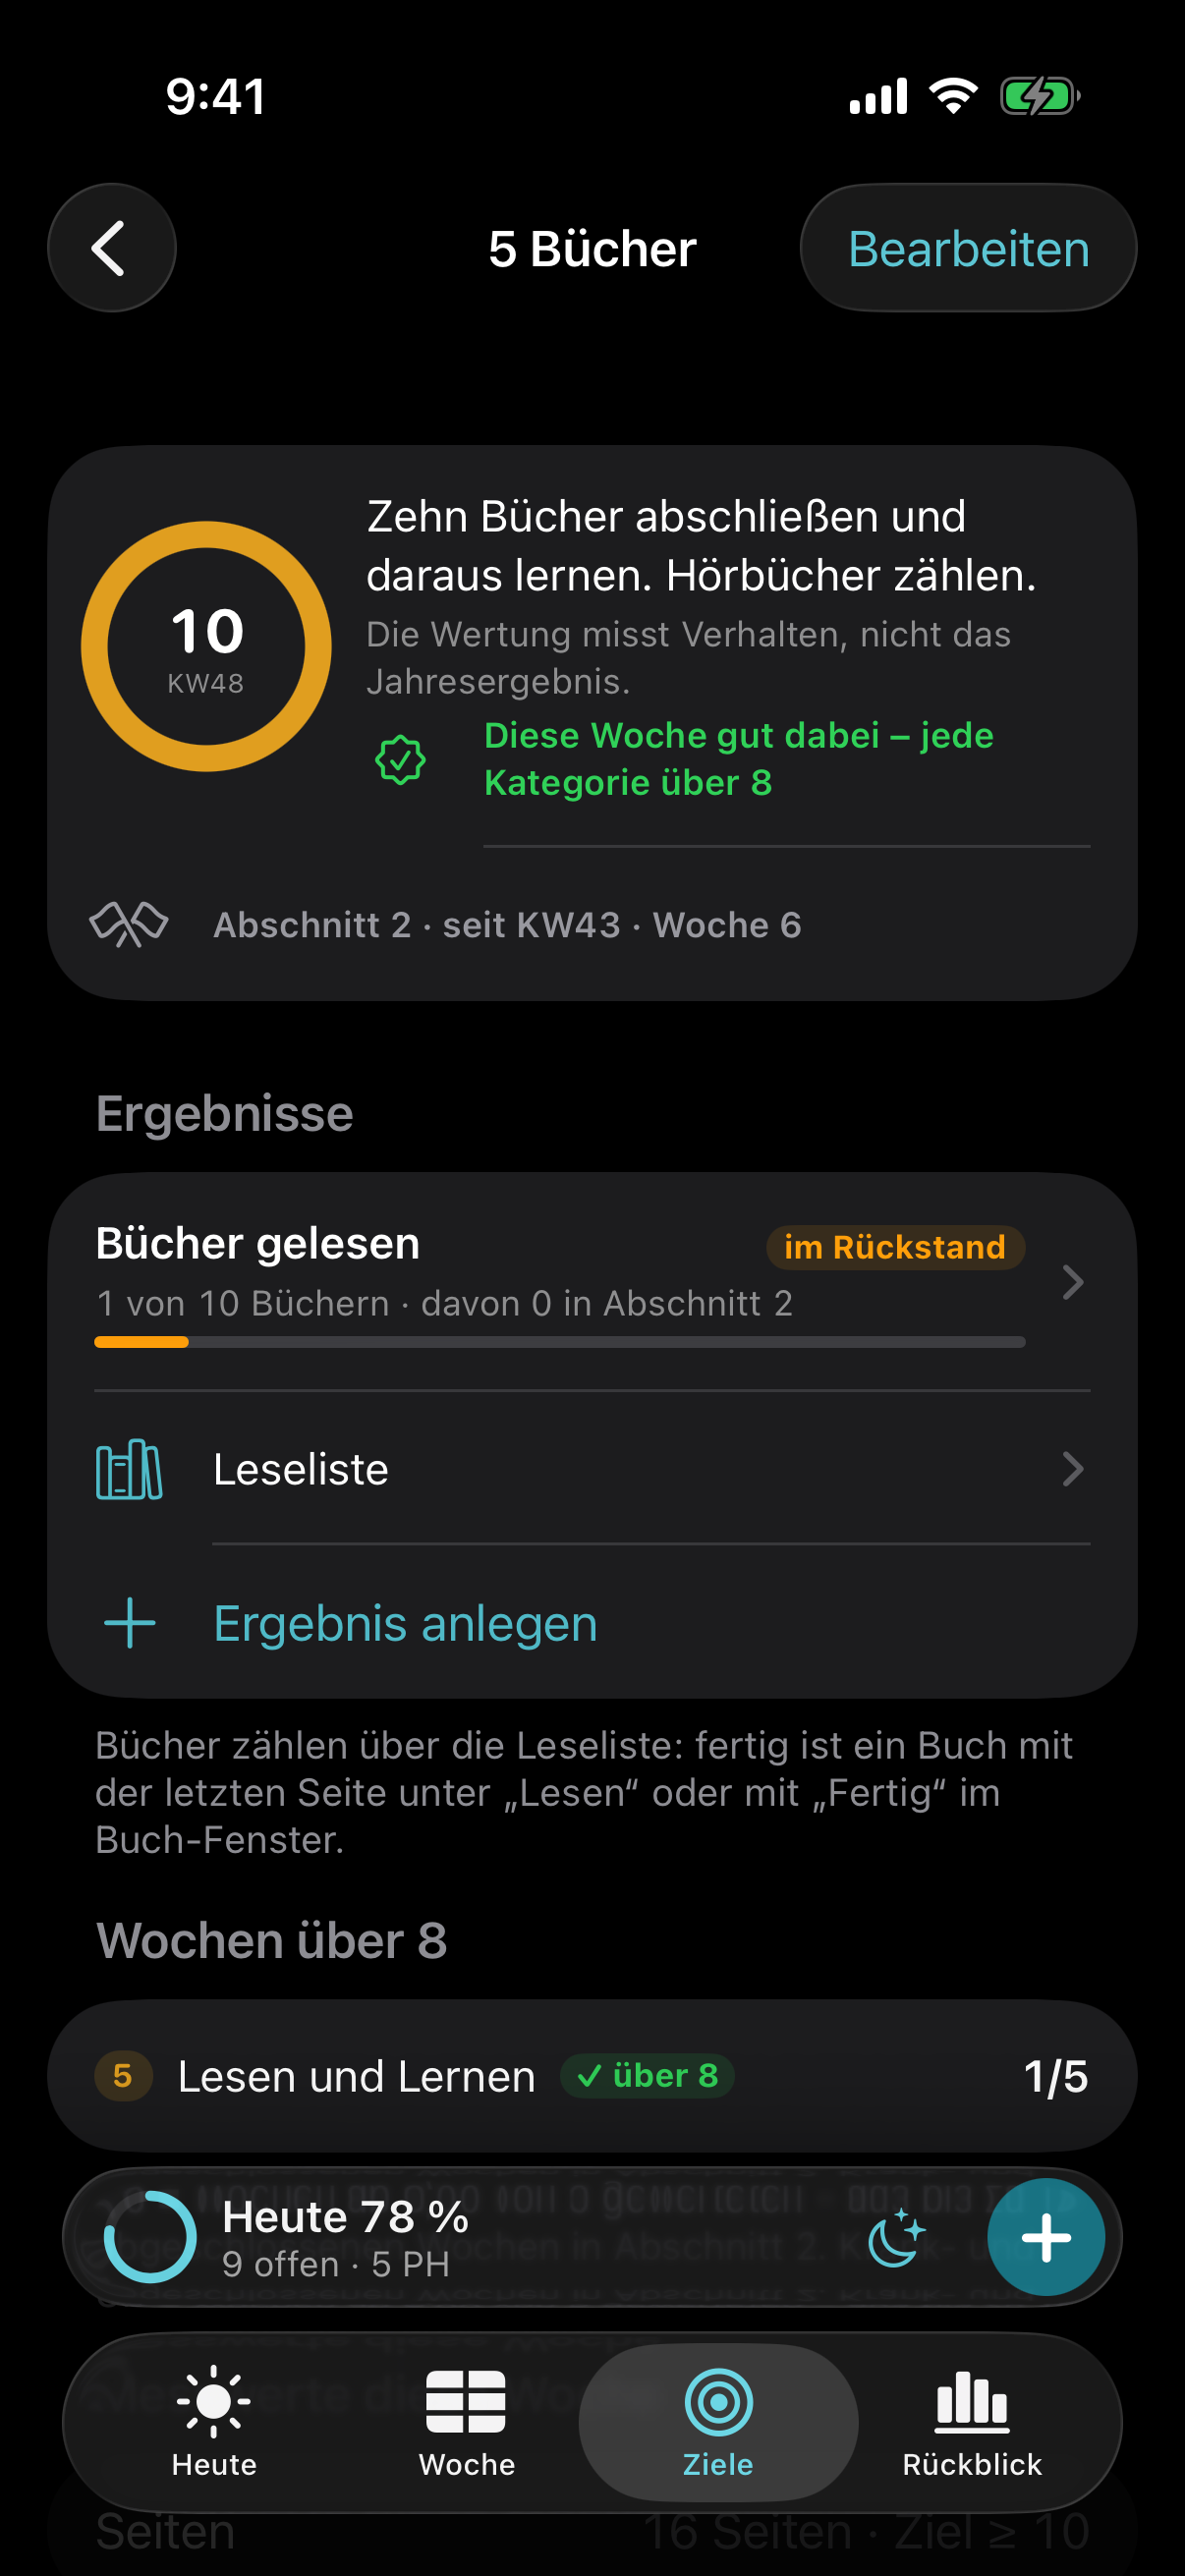 9:41
5 Bücher
Bearbeiten
Zehn Bücher abschließen und
daraus lernen. Hörbücher zählen.
10
KW48
Die Wertung misst Verhalten, nicht das
Jahresergebnis.
Diese Woche gut dabei – jede
Kategorie über 8
Abschnitt 2 · seit KW43 · Woche 6
Ergebnisse
Bücher gelesen
im Rückstand
1 von 10 Büchern · davon 0 in Abschnitt 2
Leseliste
Ergebnis anlegen
Bücher zählen über die Leseliste: fertig ist ein Buch mit
der letzten Seite unter „Lesen“ oder mit „Fertig“ im
Buch-Fenster.
Wochen über 8
5 Lesen und Lernen ✓ über 8 1/5
Heute 78 %
9 offen · 5 PH
Heute
Woche
Ziele
Rückblick
Seiten
16 Seiten · Ziel ≥ 10